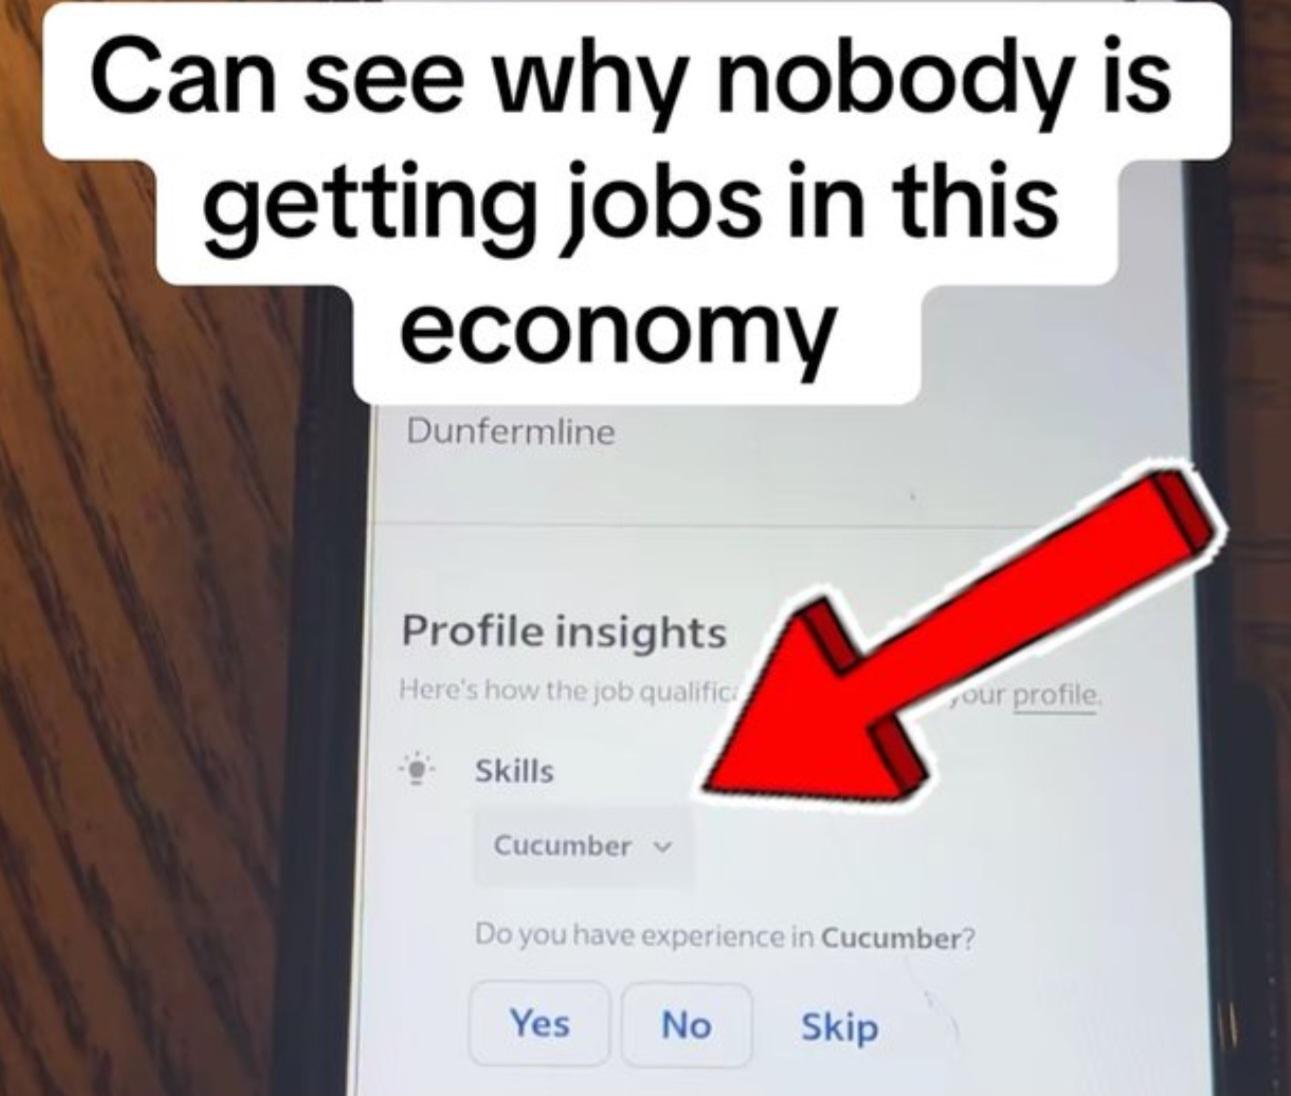 Can see why nobody is
getting jobs in this
economy
Dunfermline
Profile insights
Here's how the job qualific your profile.
Skills
Cucumber
Do you have experience in Cucumber?
Yes No Skip